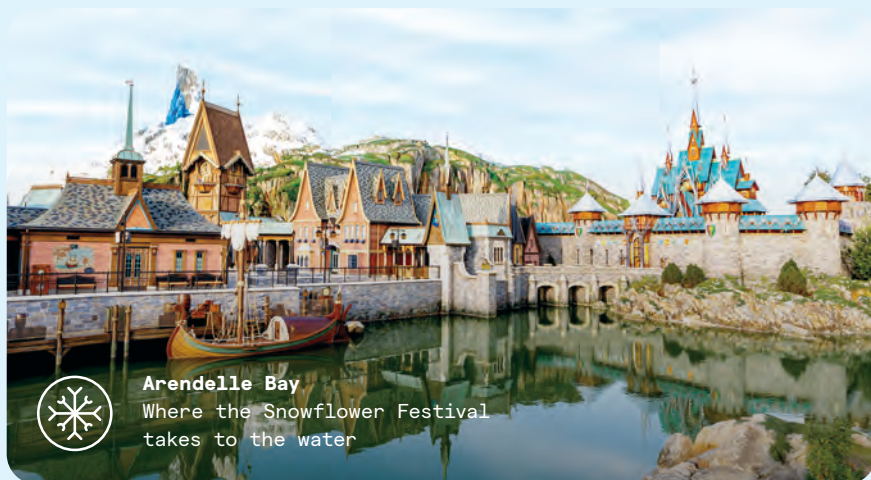 Arendelle Bay
Where the Snowflower Festival
takes to the water